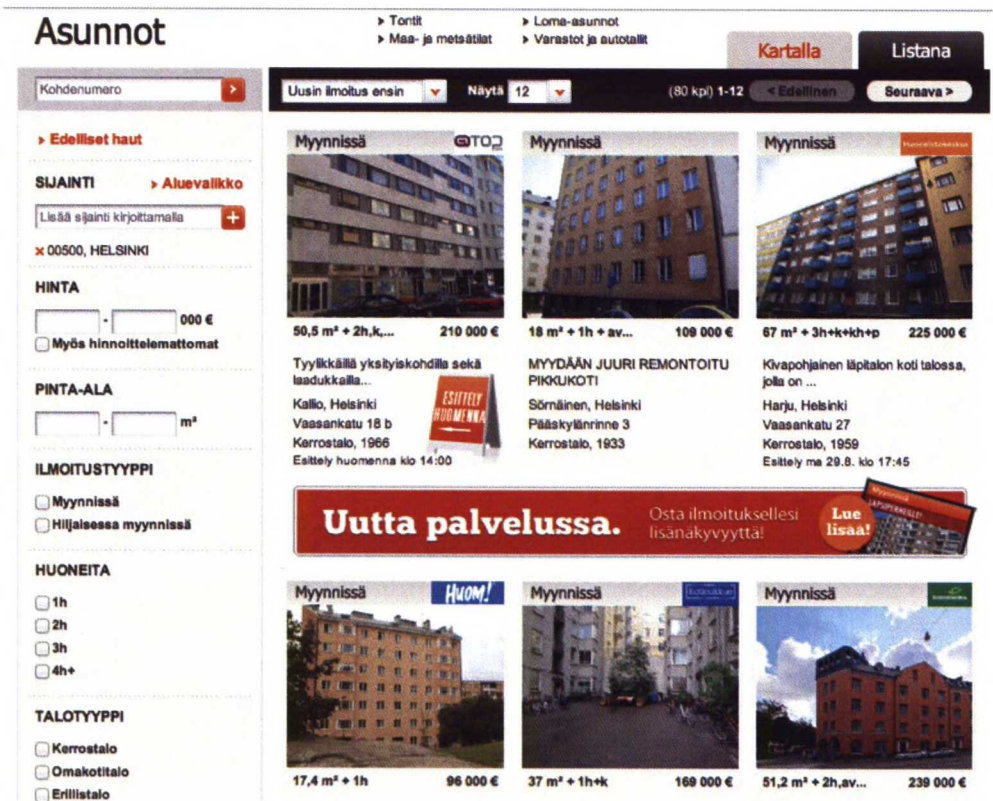 Asunnot
▸ Tontit
▸ Maa- ja metsätilat
▸ Loma-asunnot
▸ Varastot ja autotallit
Kartalla
Listana
Kohdenumero
>
Uusin ilmoitus ensin
Näytä 12
(80 kpl) 1-12
< Edellinen
Seuraava >
▸ Edelliset haut
SIJAINTI
▸ Aluevalikko
Lisää sijainti kirjoittamalla
+
× 00500, HELSINKI
HINTA
- 000 €
Myös hinnoittelemattomat
PINTA-ALA
- m²
ILMOITUSTYYPPI
Myynnissä
Hiljaisessa myynnissä
HUONEITA
1h
2h
3h
4h+
TALOTYYPPI
Kerrostalo
Omakotitalo
Erillistalo
Myynnissä
50,5 m² + 2h,k,... 210 000 €
Tyylikkäillä yksityiskohdilla sekä
laadukkailla...
Kallio, Helsinki
Vaasankatu 18 b
Kerrostalo, 1966
Esittely huomenna klo 14:00
ESITTELY
HUOMENNA
Myynnissä
18 m² + 1h + av... 109 000 €
MYYDÄÄN JUURI REMONTOITU
PIKKUKOTI
Sörnäinen, Helsinki
Pääskylänrinne 3
Kerrostalo, 1933
Myynnissä
67 m² + 3h+k+kh+p 225 000 €
Kivapohjainen läpitalon koti talossa,
jolla on ...
Harju, Helsinki
Vaasankatu 27
Kerrostalo, 1959
Esittely ma 29.8. klo 17:45
Uutta palvelussa.
Osta ilmoituksellesi
lisänäkyvyyttä!
Lue
lisää!
Myynnissä
LAPSIPERHEELLE!
Myynnissä
HUOM!
17,4 m² + 1h 96 000 €
Myynnissä
37 m² + 1h+k 169 000 €
Myynnissä
51,2 m² + 2h,av... 239 000 €